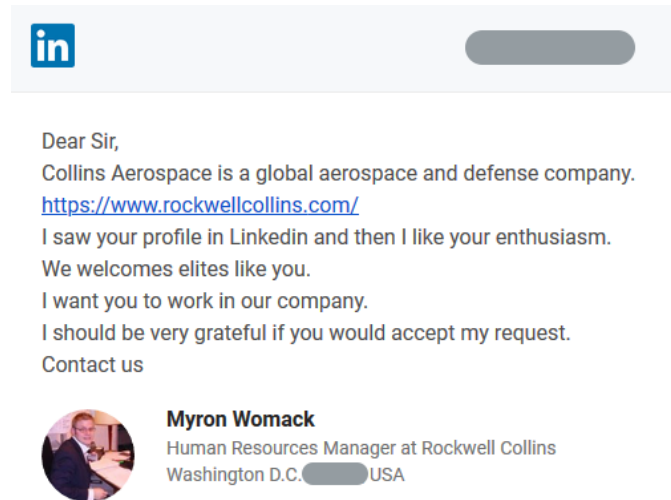 in
Dear Sir,
Collins Aerospace is a global aerospace and defense company.
https://www.rockwellcollins.com/
I saw your profile in Linkedin and then I like your enthusiasm.
We welcomes elites like you.
I want you to work in our company.
I should be very grateful if you would accept my request.
Contact us
Myron Womack
Human Resources Manager at Rockwell Collins
Washington D.C. USA